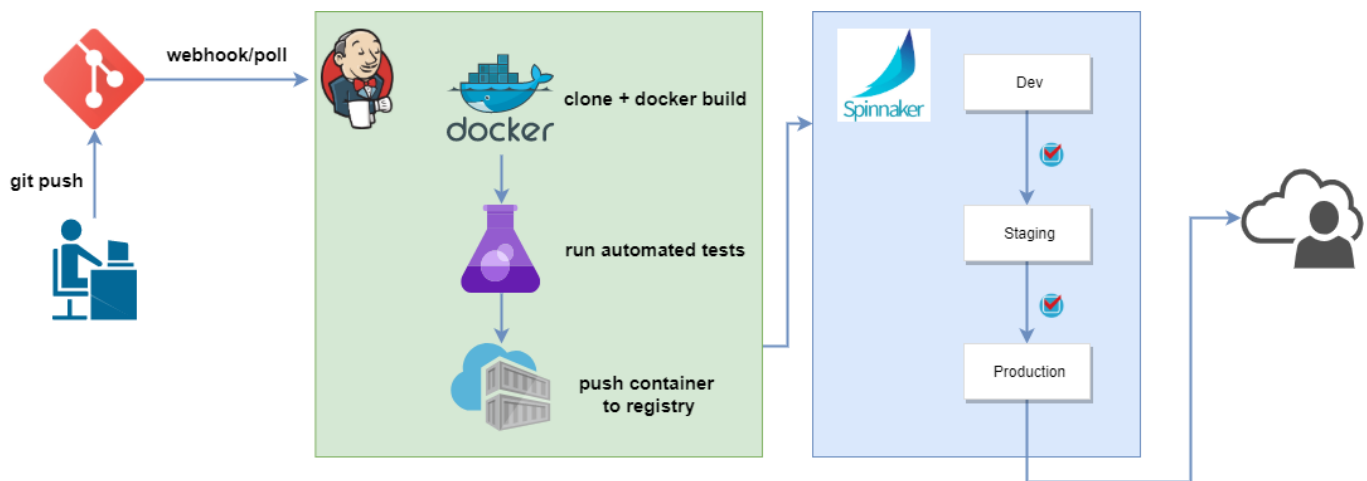 webhook/poll
git push
docker
clone + docker build
run automated tests
push container
to registry
Spinnaker
Dev
Staging
Production